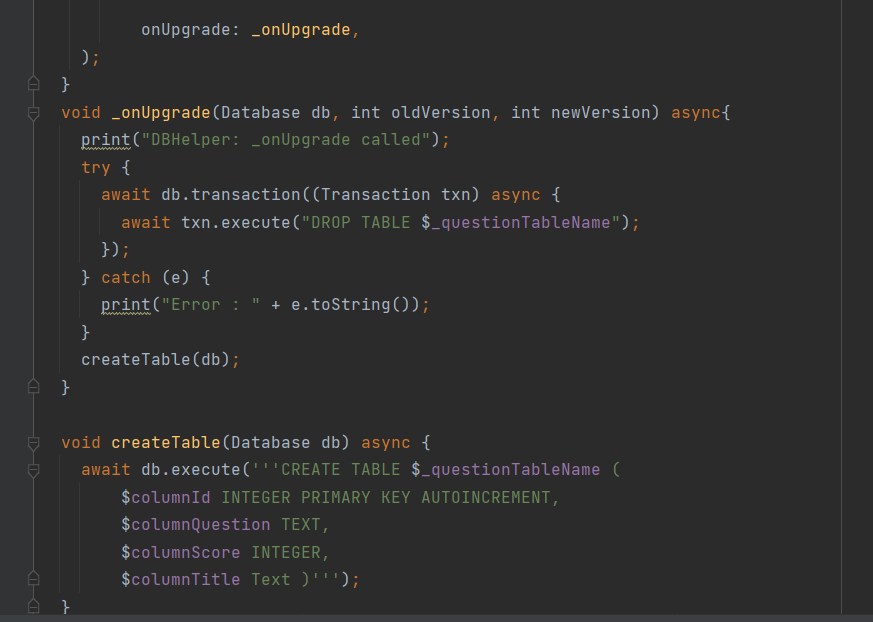 onUpgrade: _onUpgrade,
);
}
void _onUpgrade(Database db, int oldVersion, int newVersion) async{
print("DBHelper: _onUpgrade called");
try {
await db.transaction((Transaction txn) async {
await txn.execute("DROP TABLE $_questionTableName");
});
} catch (e) {
print("Error : " + e.toString());
}
createTable(db);
}
void createTable(Database db) async {
await db.execute('''CREATE TABLE $_questionTableName (
$columnId INTEGER PRIMARY KEY AUTOINCREMENT,
$columnQuestion TEXT,
$columnScore INTEGER,
$columnTitle Text )''');
}